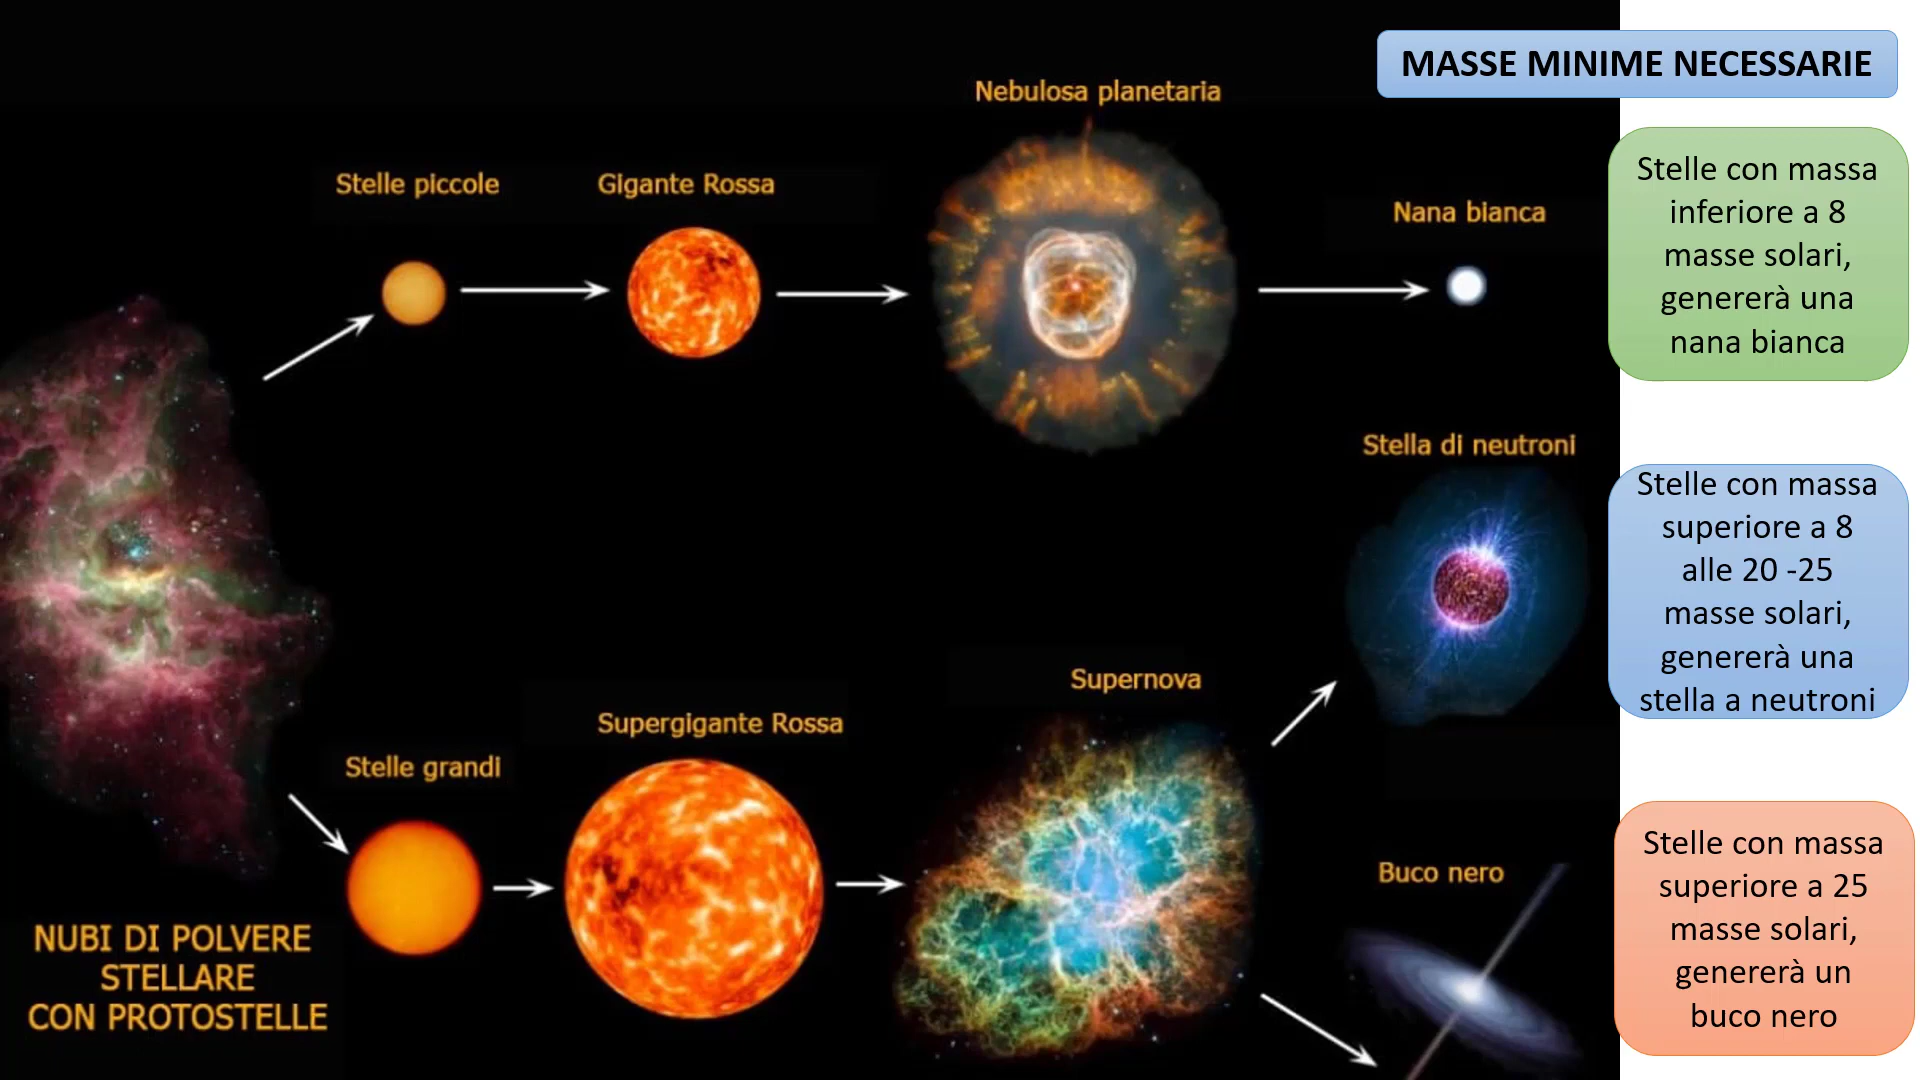 MASSE MINIME NECESSARIE
Nebulosa planetaria
Stelle piccole
Gigante Rossa
Nana bianca
Stelle con massa
inferiore a 8
masse solari,
genererà una
nana bianca
Stella di neutroni
Stelle con massa
superiore a 8
alle 20 -25
masse solari,
genererà una
stella a neutroni
Supernova
Supergigante Rossa
Stelle grandi
Buco nero
Stelle con massa
superiore a 25
masse solari,
genererà un
buco nero
NUBI DI POLVERE
STELLARE
CON PROTOSTELLE